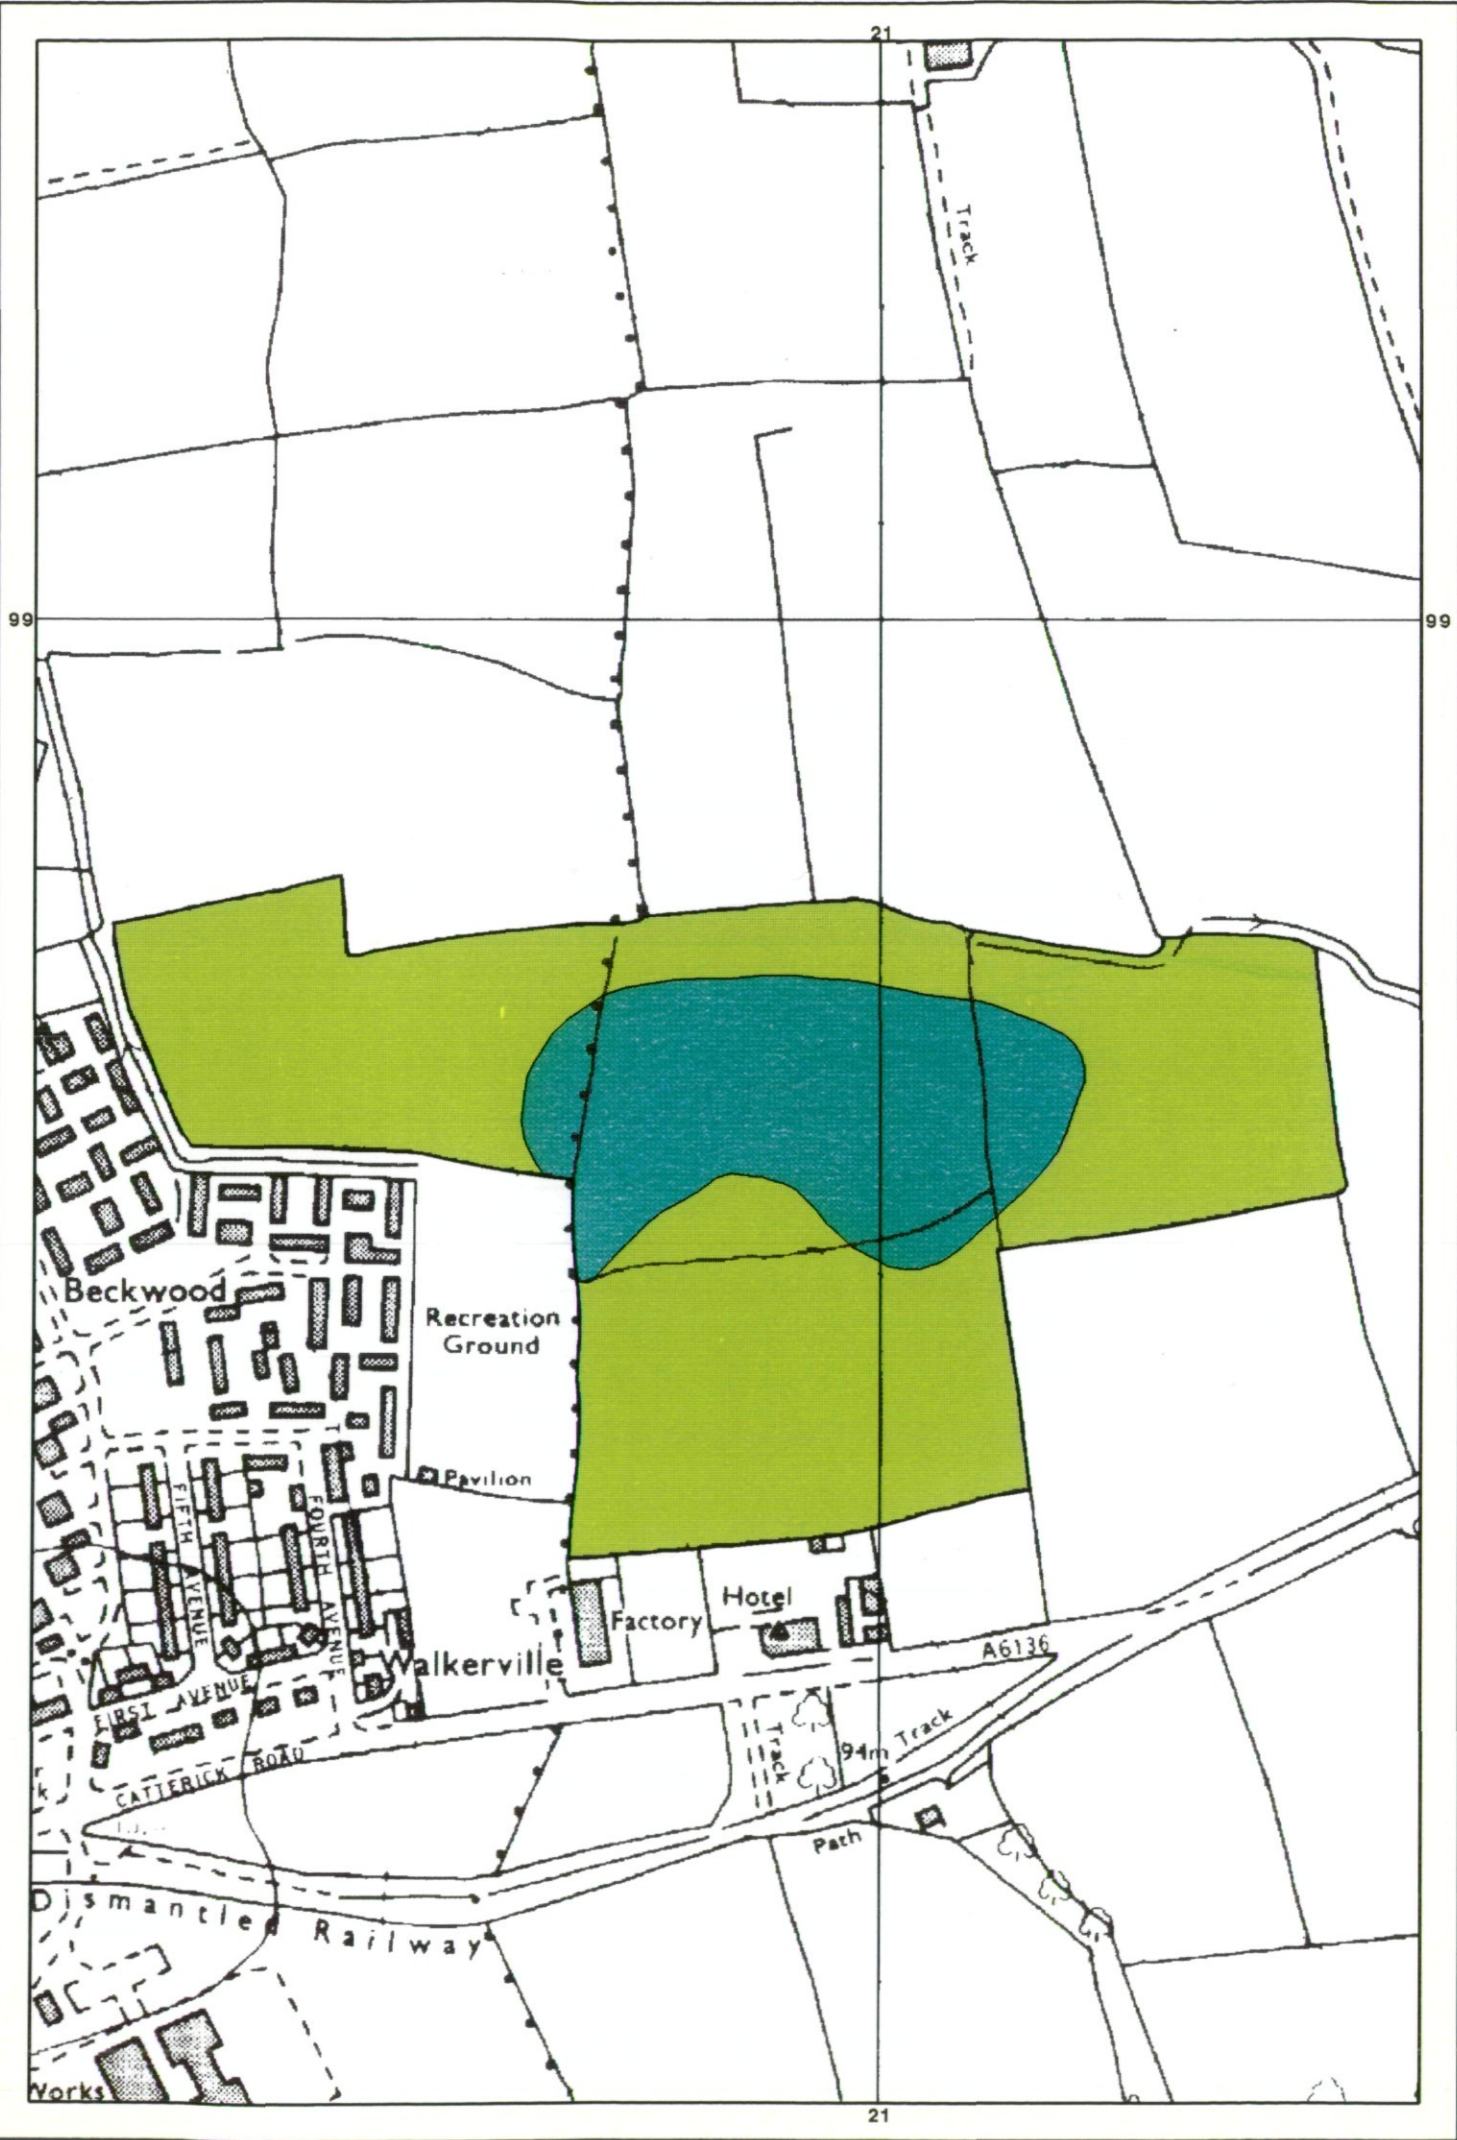 21
Track
99
99
Beckwood
Recreation
Ground
Pavilion
FIFTH AVENUE
FOURTH AVENUE
Hotel
Factory
Walkerville
A6136
FIRST AVENUE
Track
Track
94m
CATTERICK ROAD
Path
Dismantled Railway
Works
21